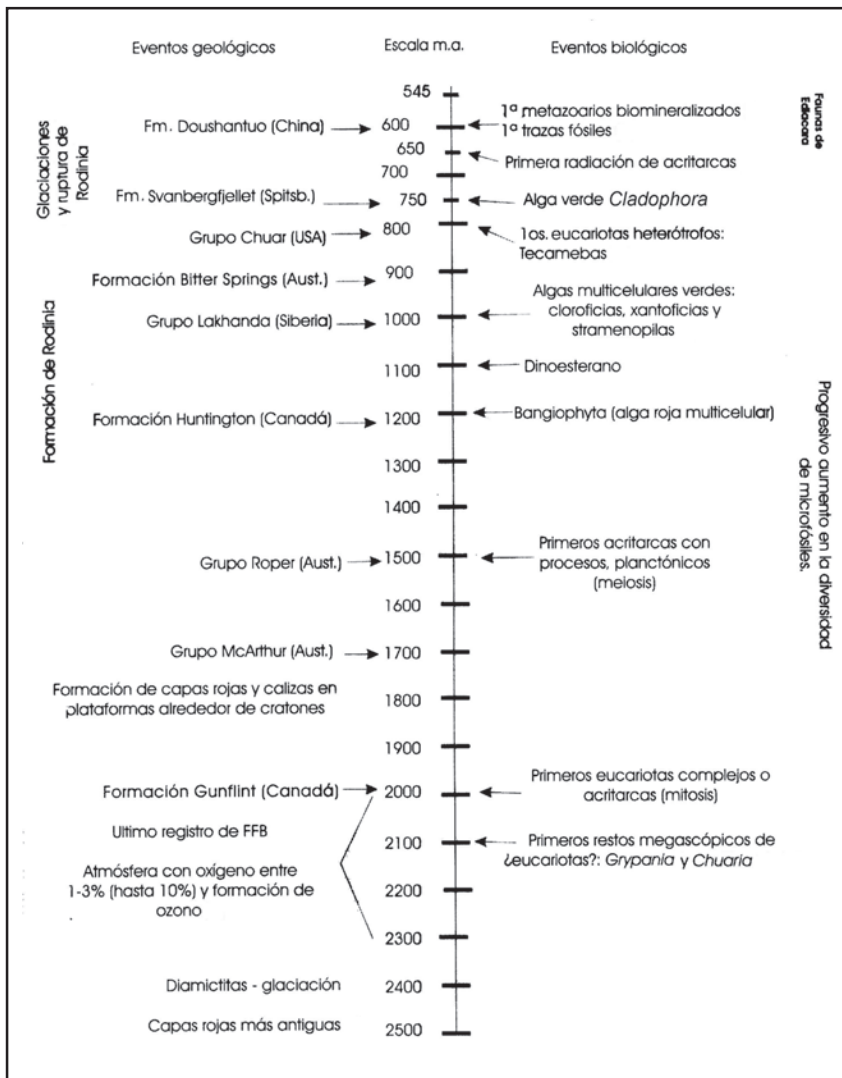 Eventos geológicos Escala m.a. Eventos biológicos
545
Faunas de
Ediacara
1ª metazoarios biomineralizados
Fm. Doushantuo (China) 600 1ª trazas fósiles
650 Primera radiación de acritarcas
700
Glaciaciones
y ruptura de
Rodinia
Fm. Svanbergfjellet (Spitsb.) 750 Alga verde Cladophora
Grupo Chuar (USA) 800 1os. eucariotas heterótrofos:
Tecamebas
Formación Bitter Springs (Aust.) 900
Algas multicelulares verdes:
Grupo Lakhanda (Siberia) 1000 cloroficias, xantoficias y
stramenopilas
1100 Dinoesterano
Formación de Rodinia
Formación Huntington (Canadá) 1200 Bangiophyta (alga roja multicelular)
1300
1400
Progresivo aumento en la diversidad
de microfósiles.
Primeros acritarcas con
Grupo Roper (Aust.) 1500 procesos, planctónicos
(meiosis)
1600
Grupo McArthur (Aust.) 1700
Formación de capas rojas y calizas en
plataformas alrededor de cratones
1800
1900
Primeros eucariotas complejos o
Formación Gunflint (Canadá) 2000 acritarcas (mitosis)
Ultimo registro de FFB
2100 Primeros restos megascópicos de
¿eucariotas?: Grypania y Chuaria
Atmósfera con oxígeno entre
1-3% (hasta 10%) y formación de
ozono
2200
2300
Diamictitas - glaciación 2400
Capas rojas más antiguas 2500